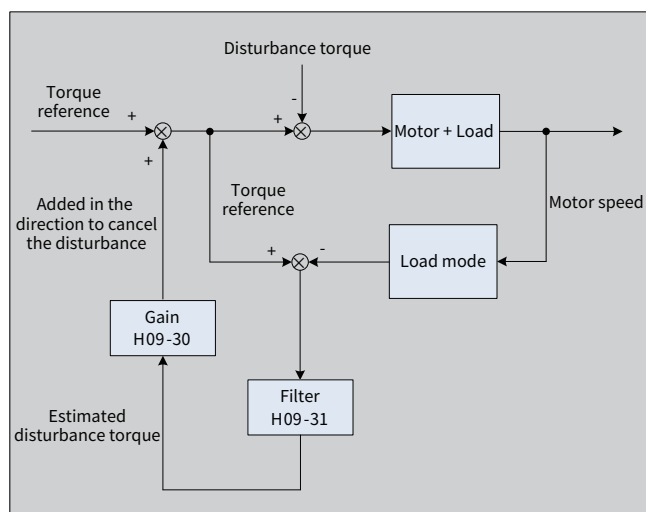 Disturbance torque
-
Torque
reference
+
+
Motor + Load
+
Added in the
direction to cancel
the disturbance
Torque
reference
Motor speed
+
-
Load mode
Gain
H09-30
Filter
H09-31
Estimated
disturbance torque